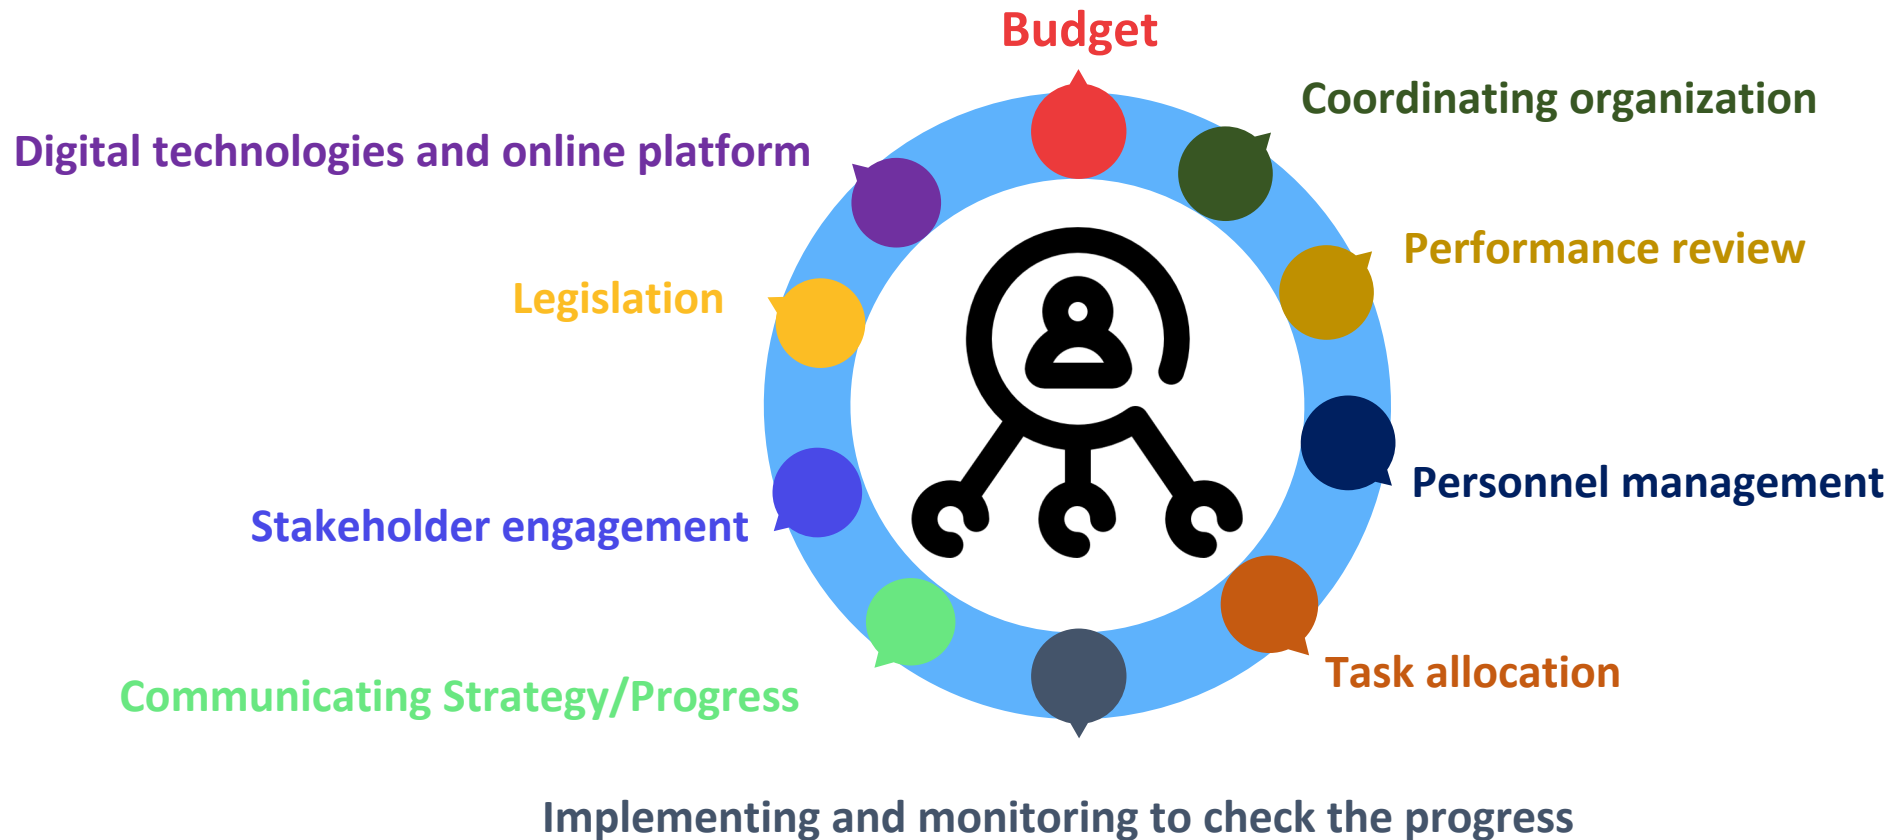 Budget
Coordinating organization
Digital technologies and online platform
Performance review
Legislation
Personnel management
Stakeholder engagement
Task allocation
Communicating Strategy/Progress
Implementing and monitoring to check the progress